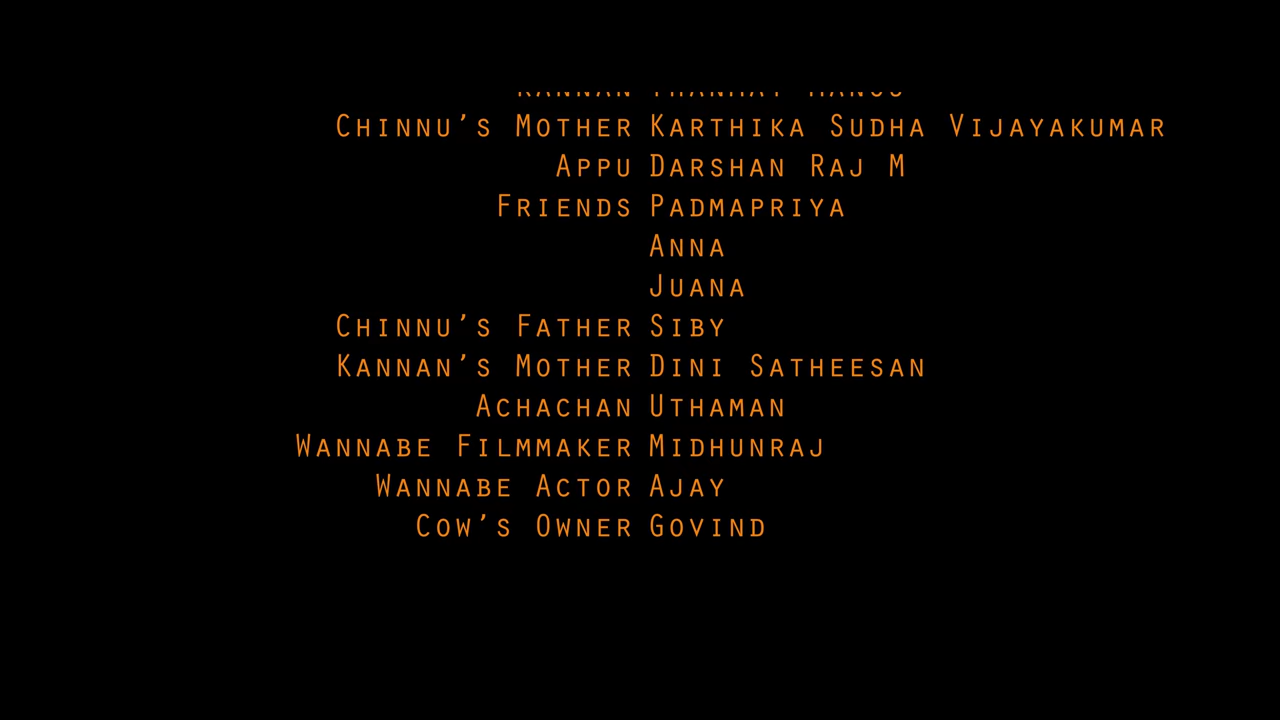 Chinnu's Mother Karthika Sudha Vijayakumar
Appu Darshan Raj M
Friends Padmapriya
Anna
Juana
Chinnu's Father Siby
Kannan's Mother Dini Satheesan
Achachan Uthaman
Wannabe Filmmaker Midhunraj
Wannabe Actor Ajay
Cow's Owner Govind